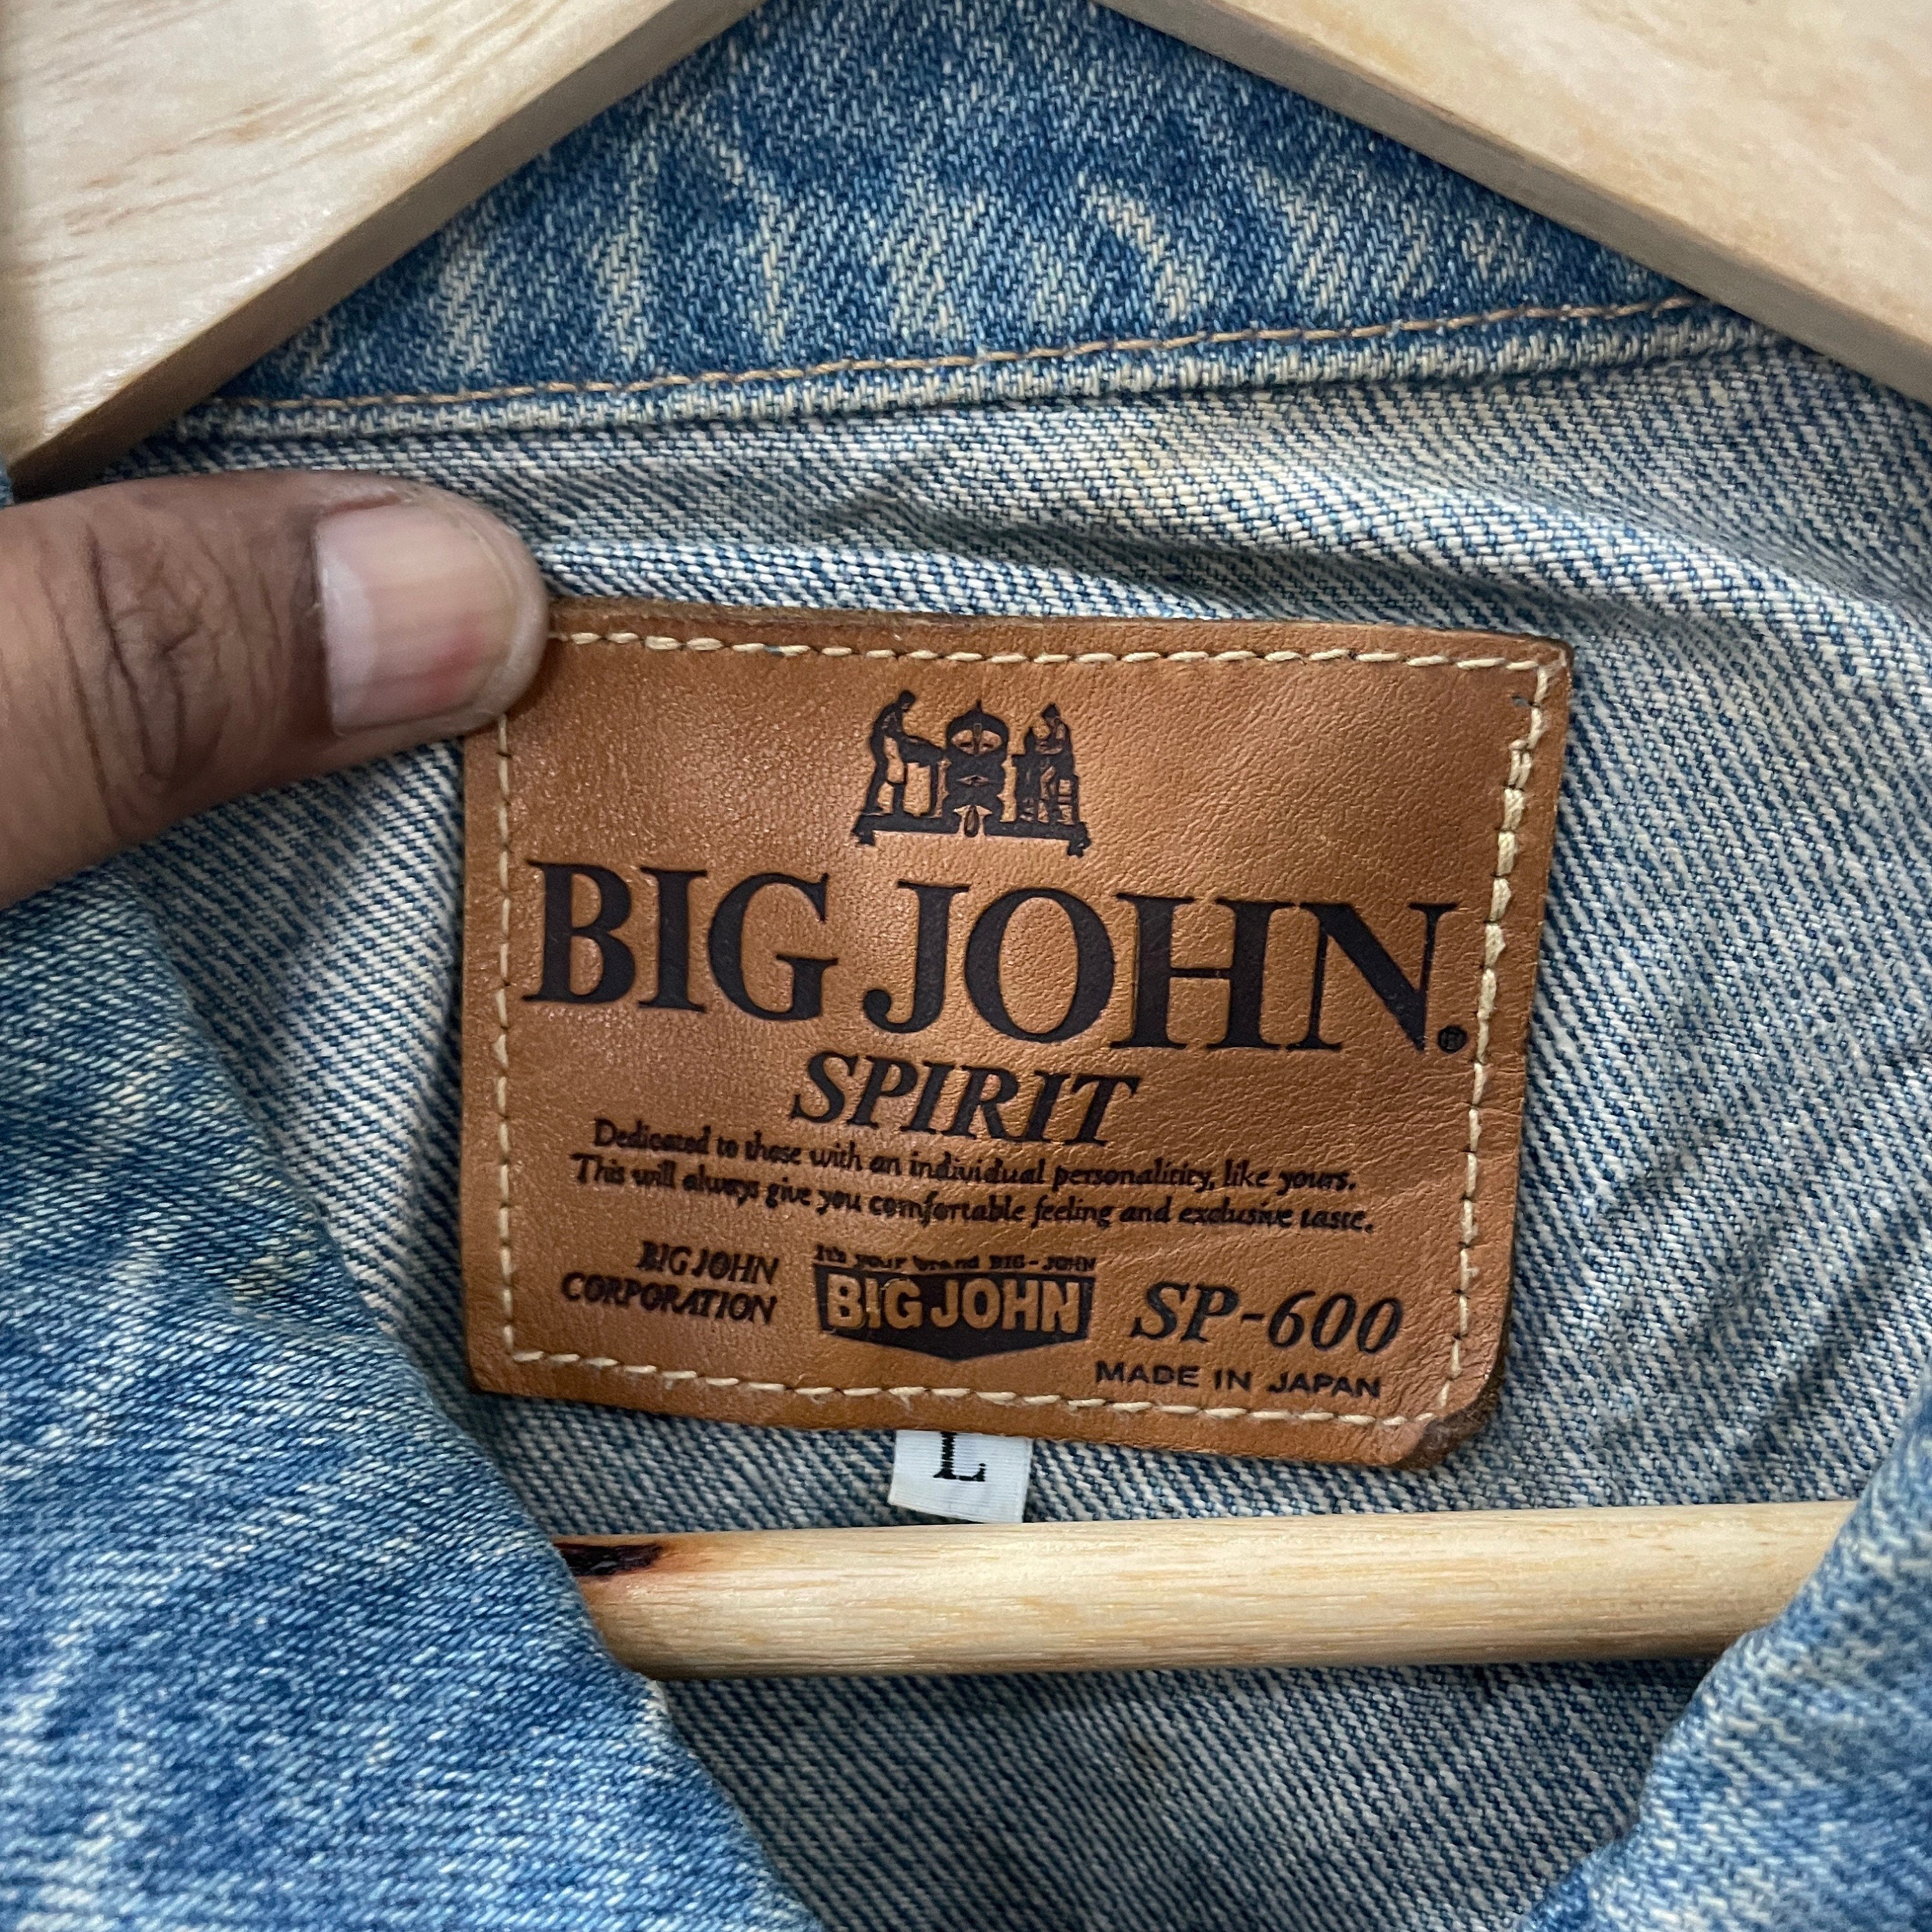 BIG JOHN.®
SPIRIT
Dedicated to those with an individual personalicity, like yours.
This will always give you comfortable feeling and exclusive taste.
BIG JOHN
CORPORATION
It's your brand BIG-JOHN
BIG JOHN
SP-600
MADE IN JAPAN
L